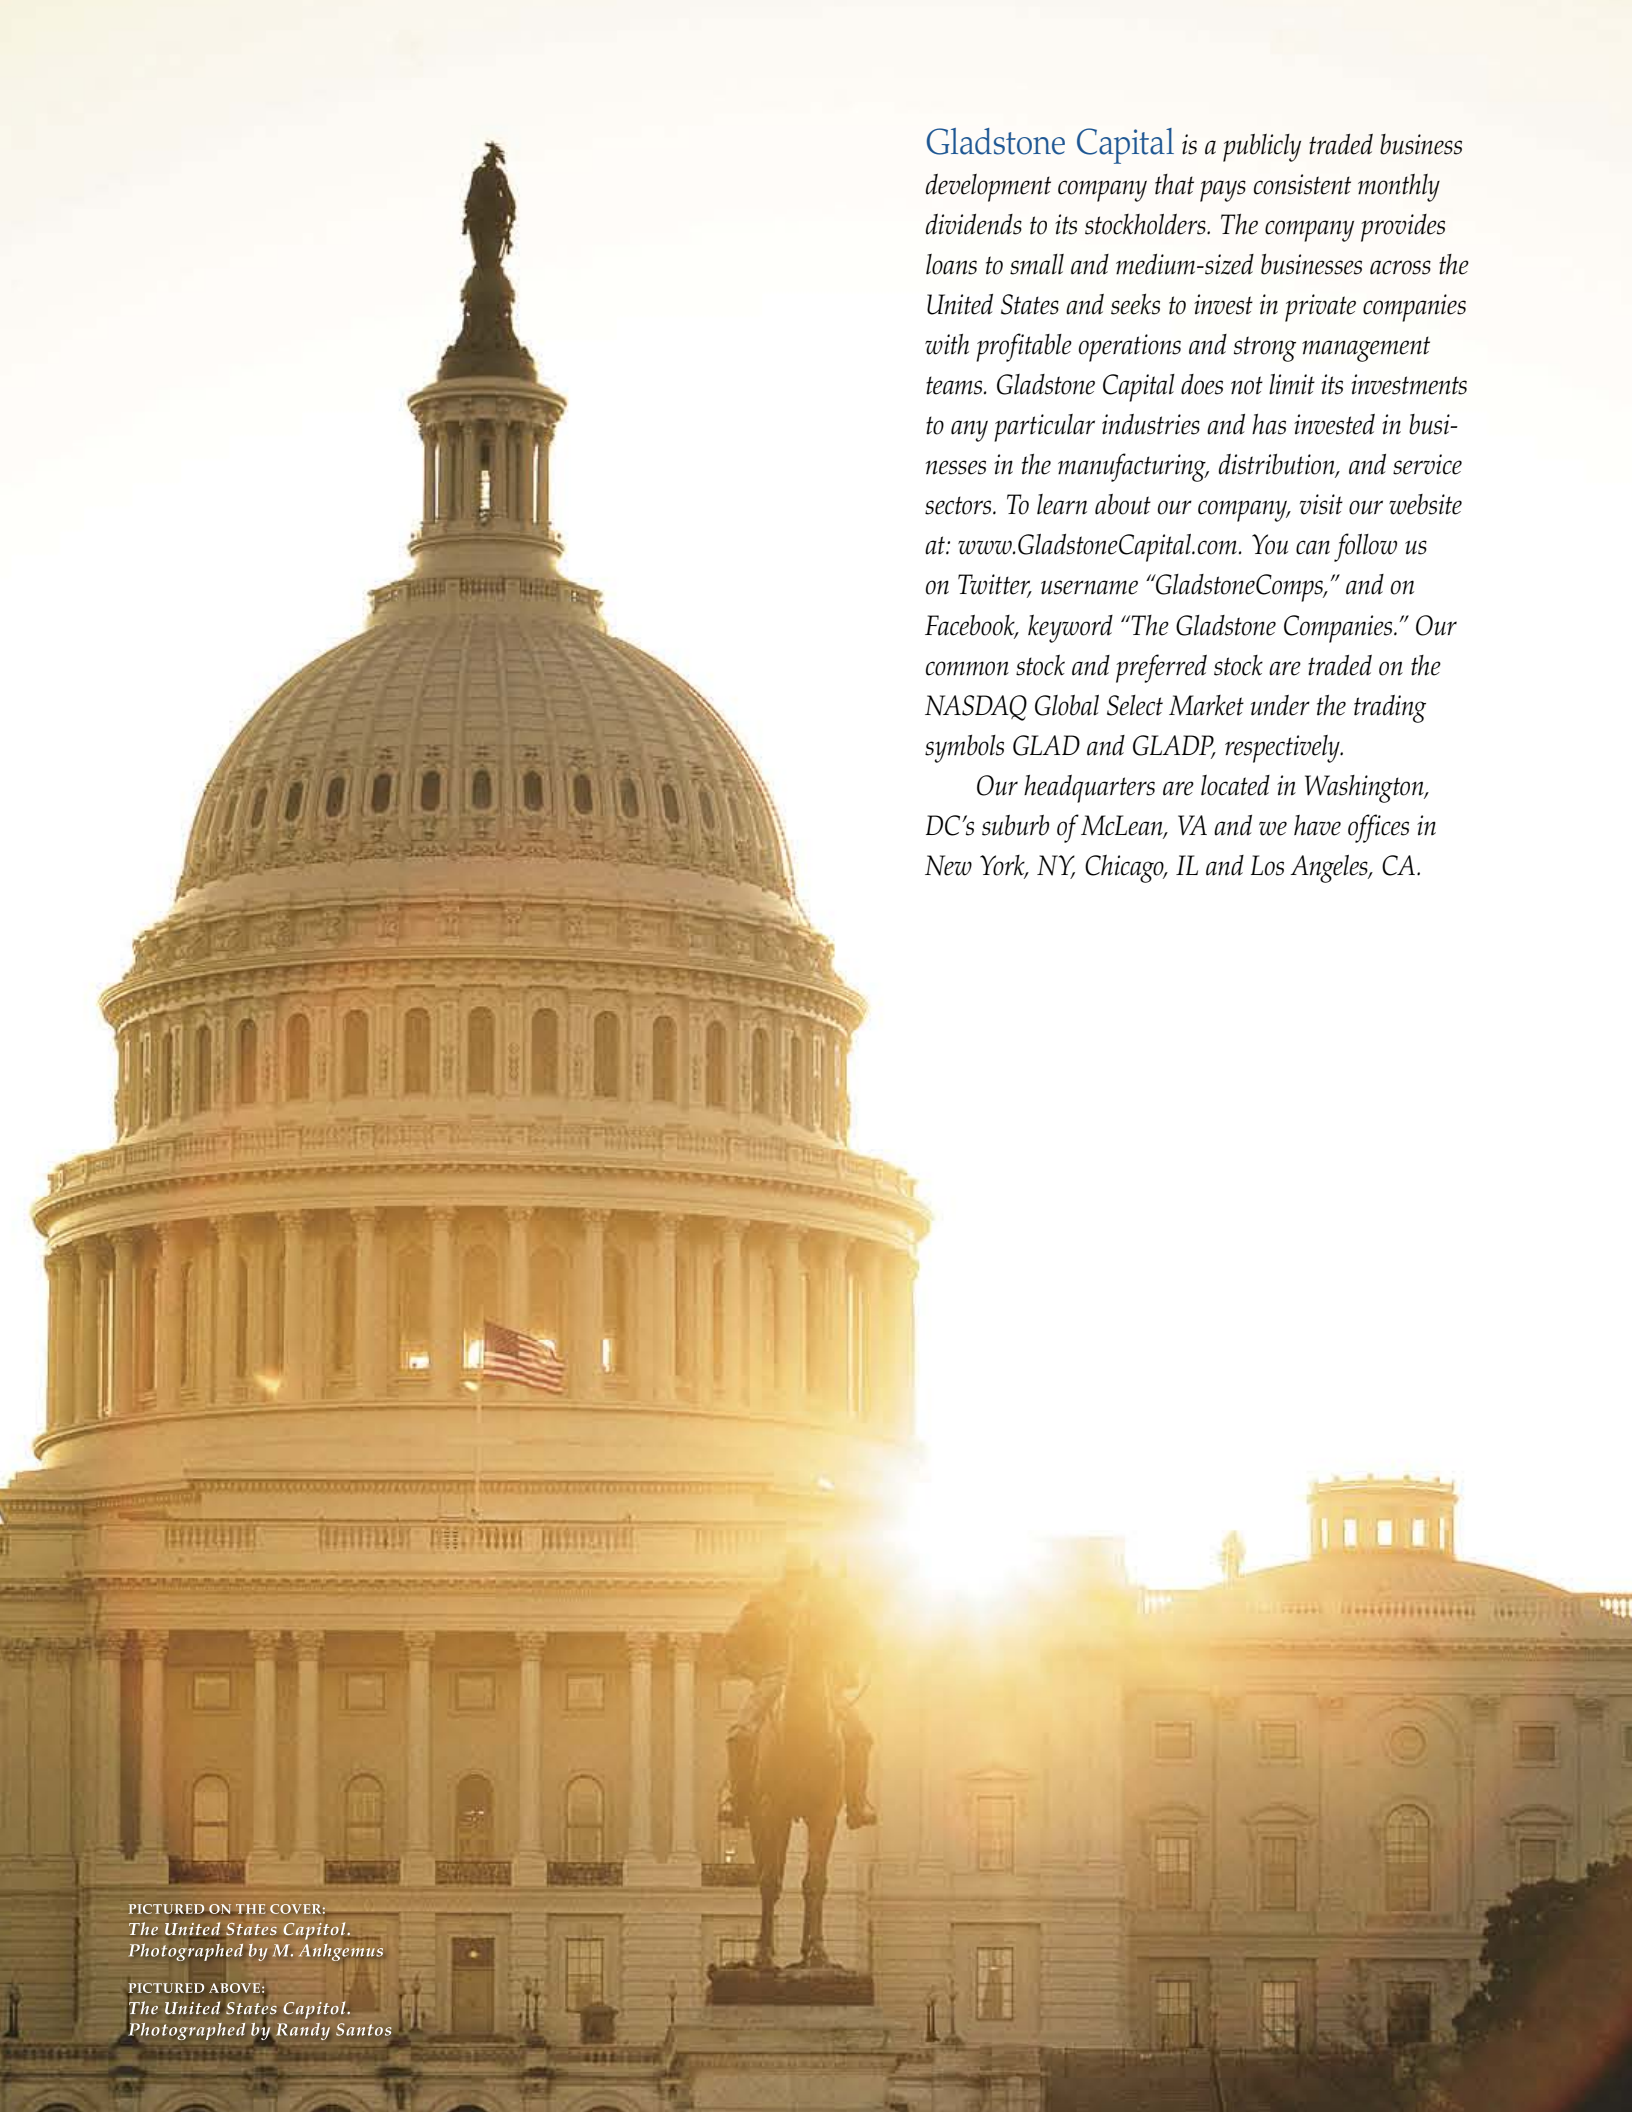 Gladstone Capital is a publicly traded business
development company that pays consistent monthly
dividends to its stockholders. The company provides
loans to small and medium-sized businesses across the
United States and seeks to invest in private companies
with profitable operations and strong management
teams. Gladstone Capital does not limit its investments
to any particular industries and has invested in busi-
nesses in the manufacturing, distribution, and service
sectors. To learn about our company, visit our website
at: www.GladstoneCapital.com. You can follow us
on Twitter, username “GladstoneComps,” and on
Facebook, keyword “The Gladstone Companies.” Our
common stock and preferred stock are traded on the
NASDAQ Global Select Market under the trading
symbols GLAD and GLADP, respectively.
Our headquarters are located in Washington,
DC’s suburb of McLean, VA and we have offices in
New York, NY, Chicago, IL and Los Angeles, CA.
PICTURED ON THE COVER:
The United States Capitol.
Photographed by M. Anhgemus
PICTURED ABOVE:
The United States Capitol.
Photographed by Randy Santos